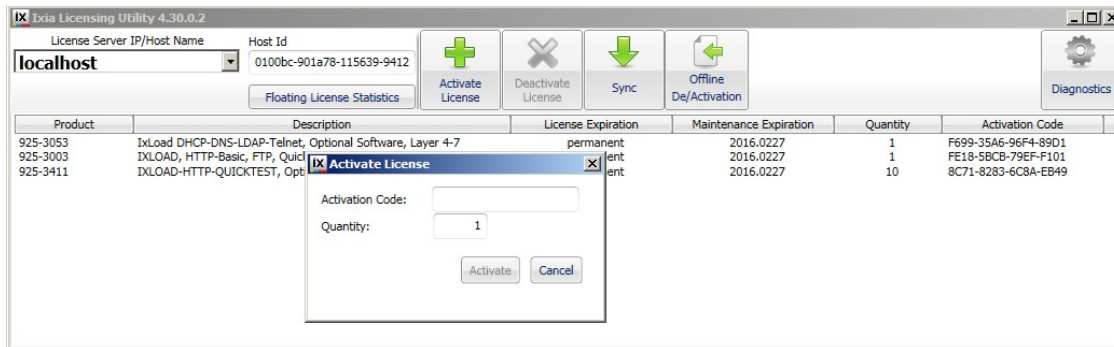 IX Ixia Licensing Utility 4.30.0.2
License Server IP/Host Name
localhost
Host Id
0100bc-901a78-115639-9412
Floating License Statistics
Activate
License
Deactivate
License
Sync
Offline
De/Activation
Diagnostics
Product Description License Expiration Maintenance Expiration Quantity Activation Code
925-3053 IxLoad DHCP-DNS-LDAP-Telnet, Optional Software, Layer 4-7 permanent 2016.0227 1 F699-35A6-96F4-89D1
925-3003 IXLOAD, HTTP-Basic, FTP, 2016.0227 1 FE18-5BCB-79EF-F101
925-3411 IXLOAD-HTTP-QUICKTEST, 2016.0227 10 8C71-8283-6C8A-EB49
IX Activate License
Activation Code:
Quantity: 1
Activate Cancel